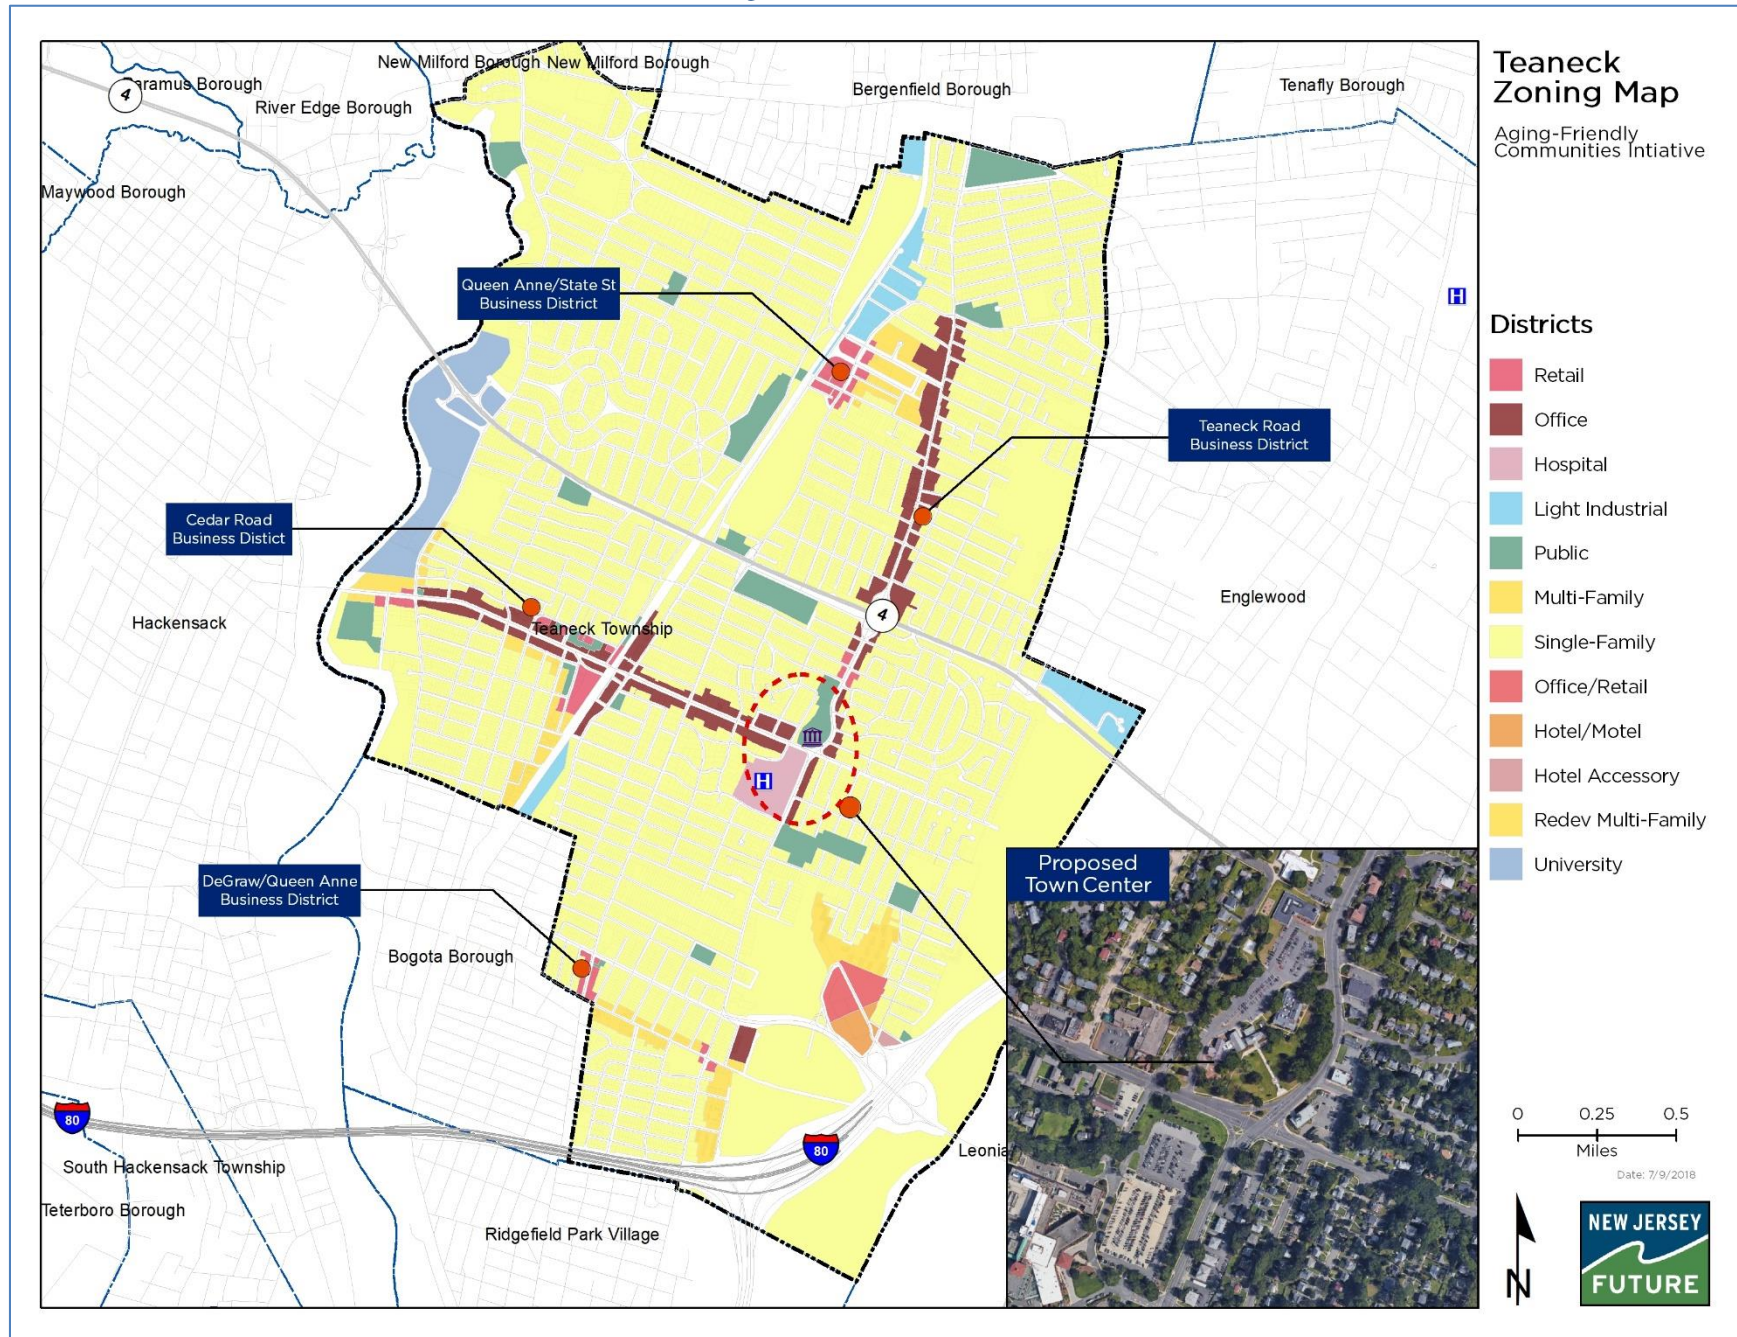 Teaneck
Zoning Map
Aging-Friendly
Communities Intiative
New Milford Borough
New Milford Borough
aramus Borough
4
River Edge Borough
Bergenfield Borough
Tenafly Borough
Maywood Borough
Queen Anne/State St
Business District
H
Teaneck Road
Business District
Cedar Road
Business Distict
Hackensack
Teaneck Township
4
Englewood
H
DeGraw/Queen Anne
Business District
Bogota Borough
Proposed
Town Center
80
80
Leonia
South Hackensack Township
Teterboro Borough
Ridgefield Park Village
Districts
Retail
Office
Hospital
Light Industrial
Public
Multi-Family
Single-Family
Office/Retail
Hotel/Motel
Hotel Accessory
Redev Multi-Family
University
0 0.25 0.5
Miles
Date: 7/9/2018
N
NEW JERSEY
FUTURE